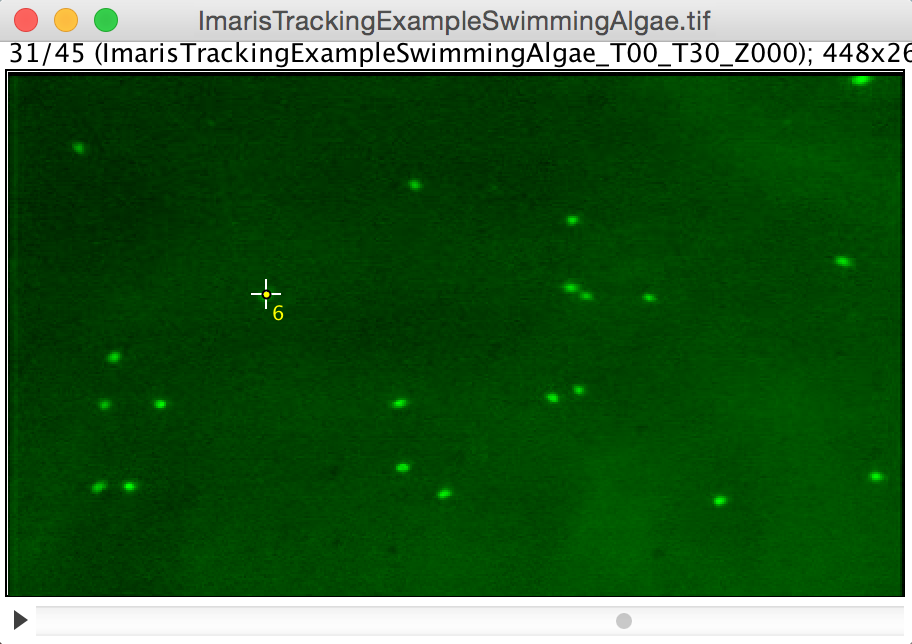 ImarisTrackingExampleSwimmingAlgae.tif
31/45 (ImarisTrackingExampleSwimmingAlgae_T00_T30_Z000); 448x26
6